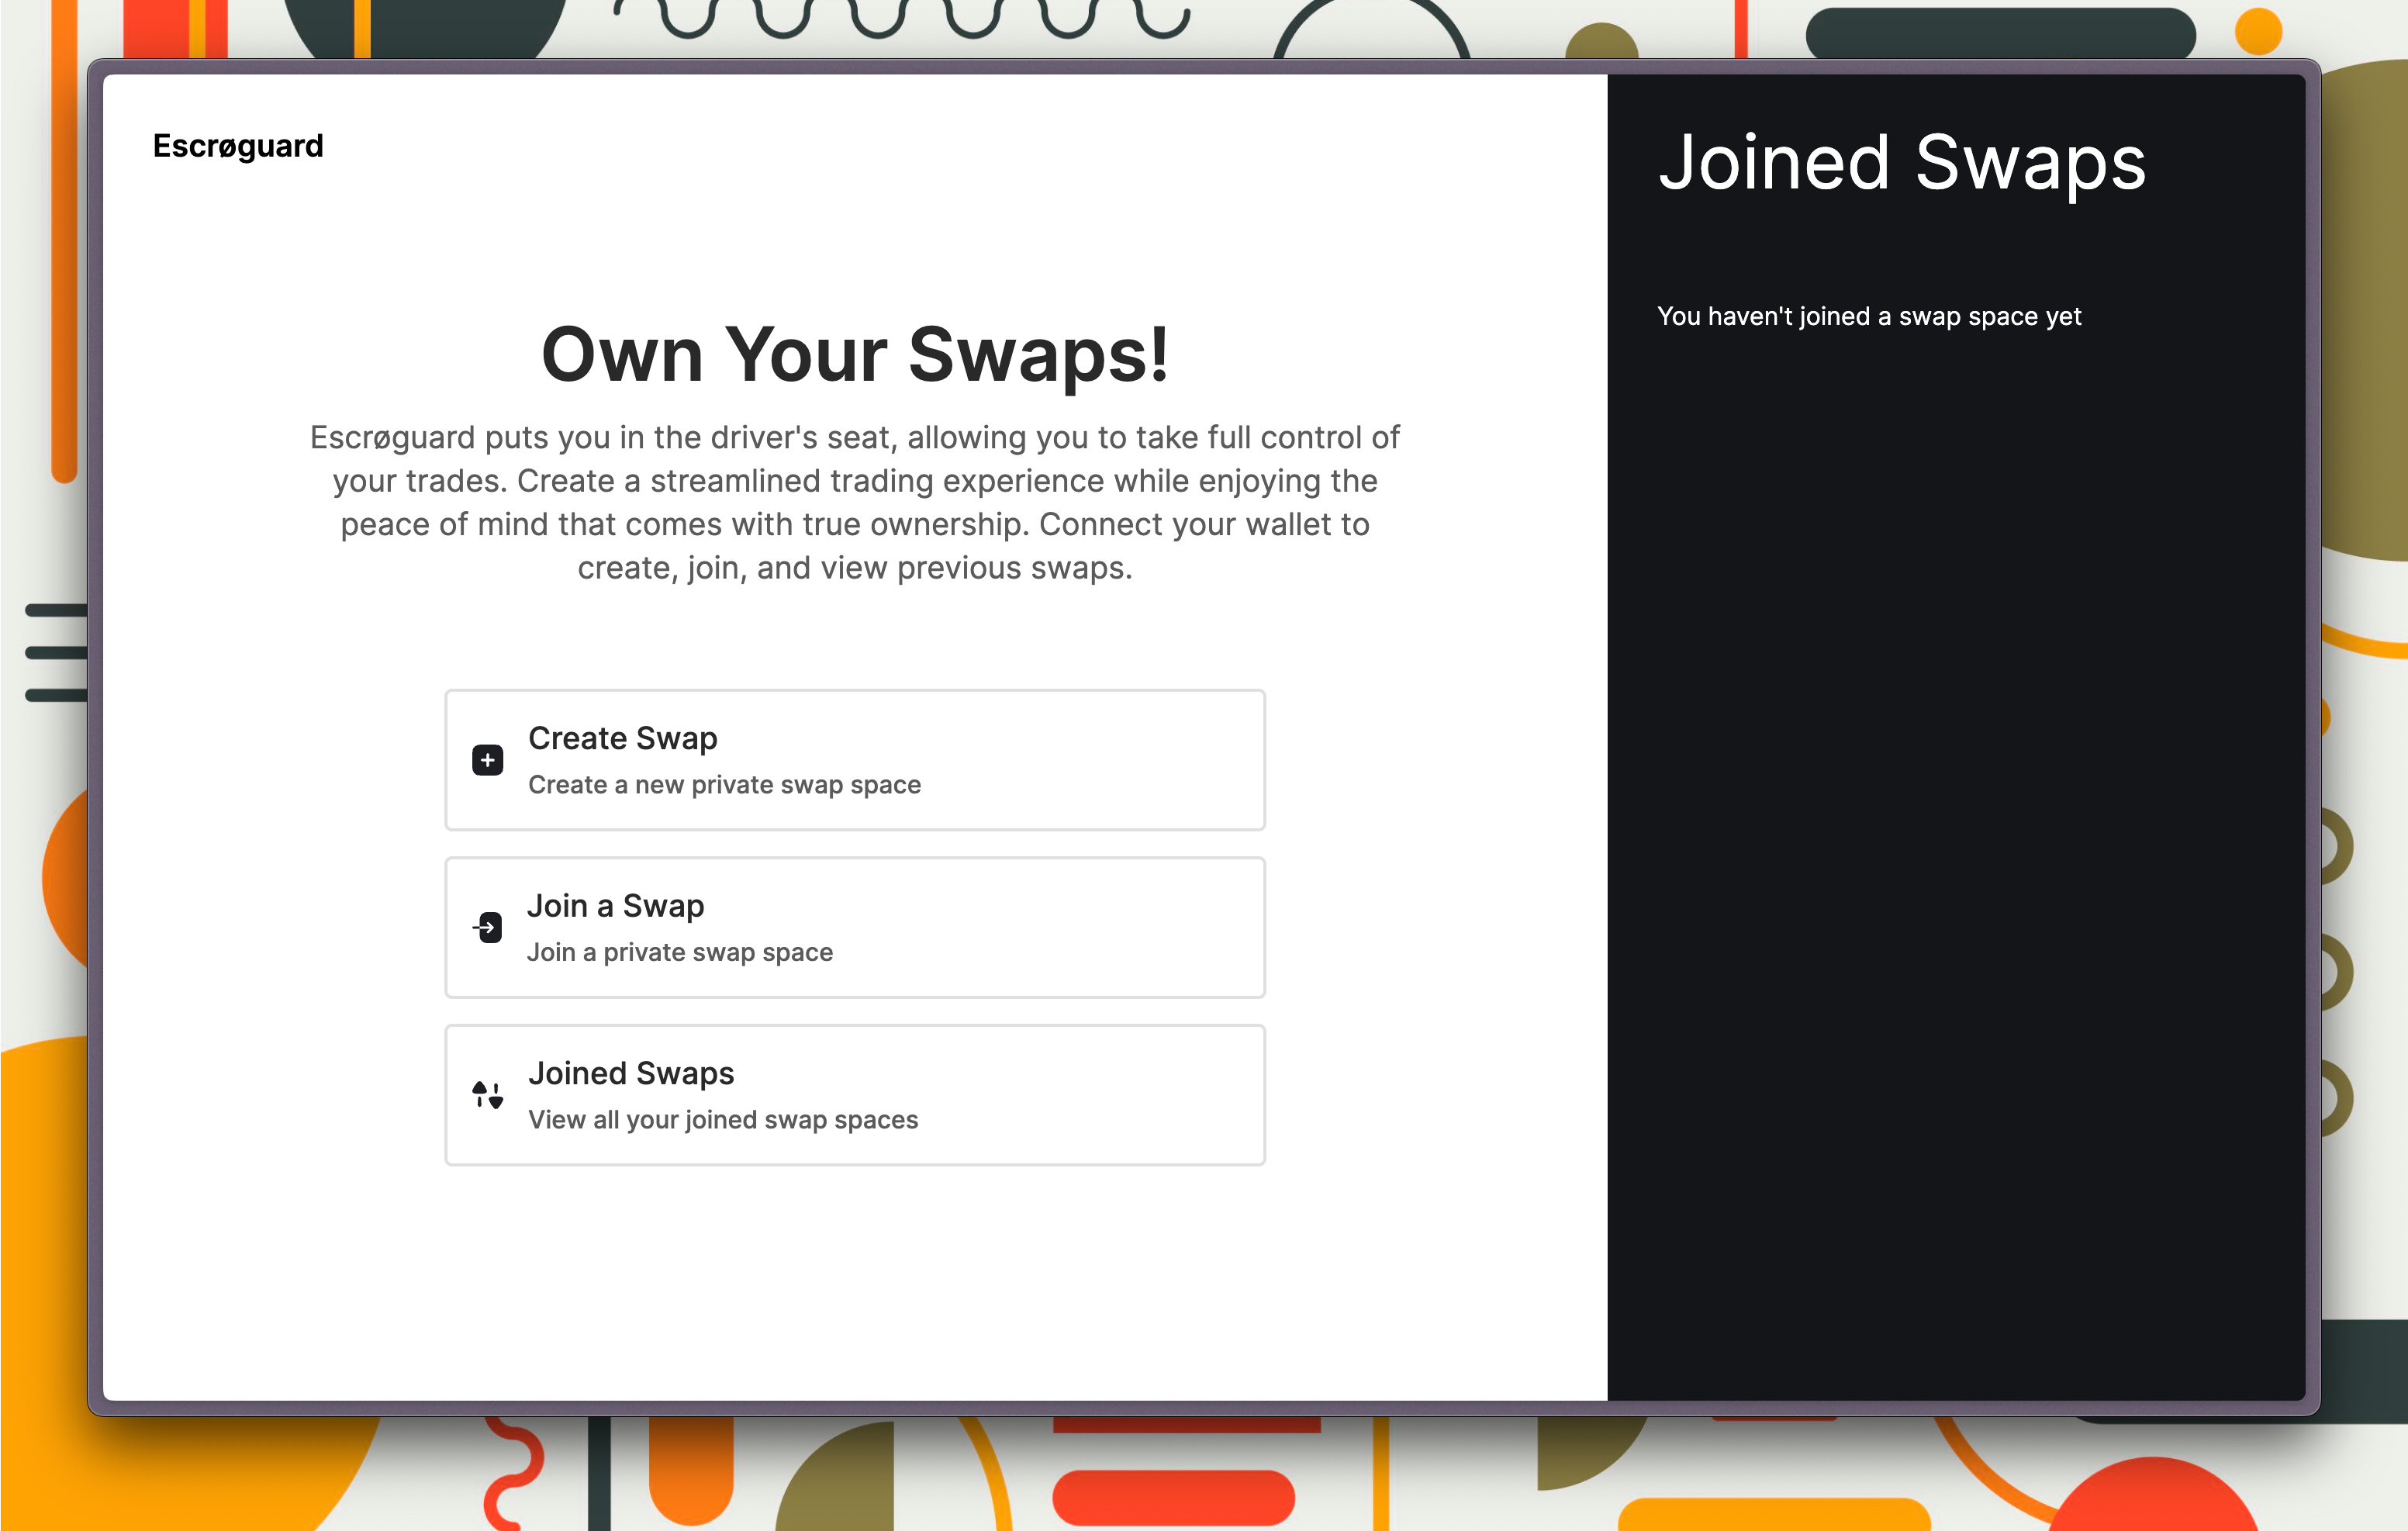 Escrøguard
Own Your Swaps!
Escrøguard puts you in the driver's seat, allowing you to take full control of
your trades. Create a streamlined trading experience while enjoying the
peace of mind that comes with true ownership. Connect your wallet to
create, join, and view previous swaps.
Create Swap
Create a new private swap space
Join a Swap
Join a private swap space
Joined Swaps
View all your joined swap spaces
Joined Swaps
You haven't joined a swap space yet